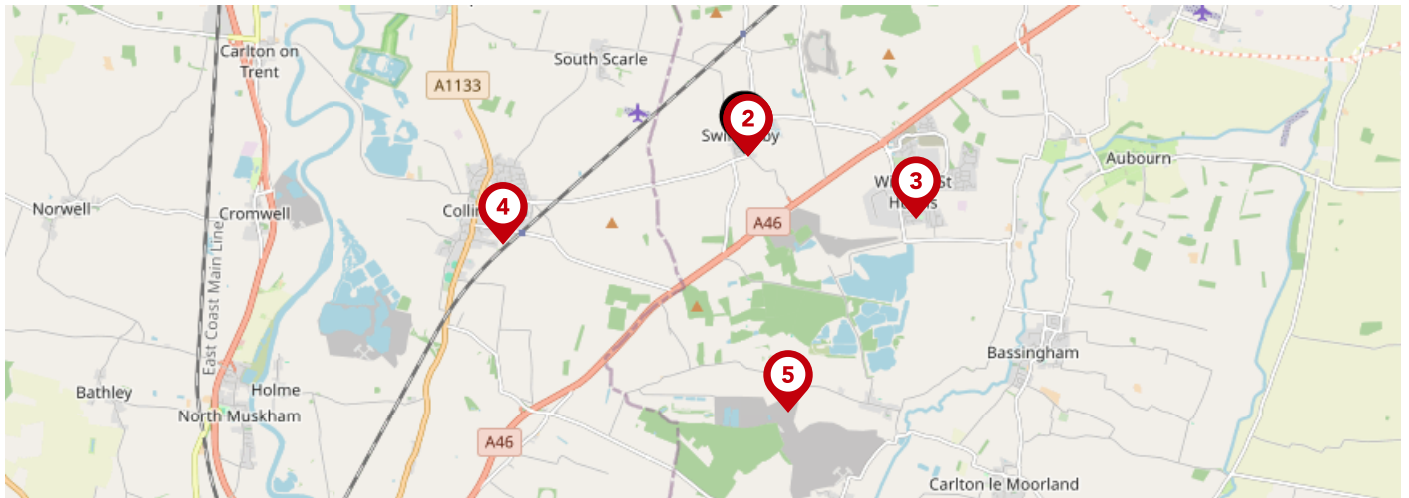 Carlton on
Trent
South Scarle
A1133
2
Aubourn
3
Norwell
Cromwell
4
A46
East Coast Main Line
Bassingham
5
Bathley
Holme
North Muskham
A46
Carlton le Moorland